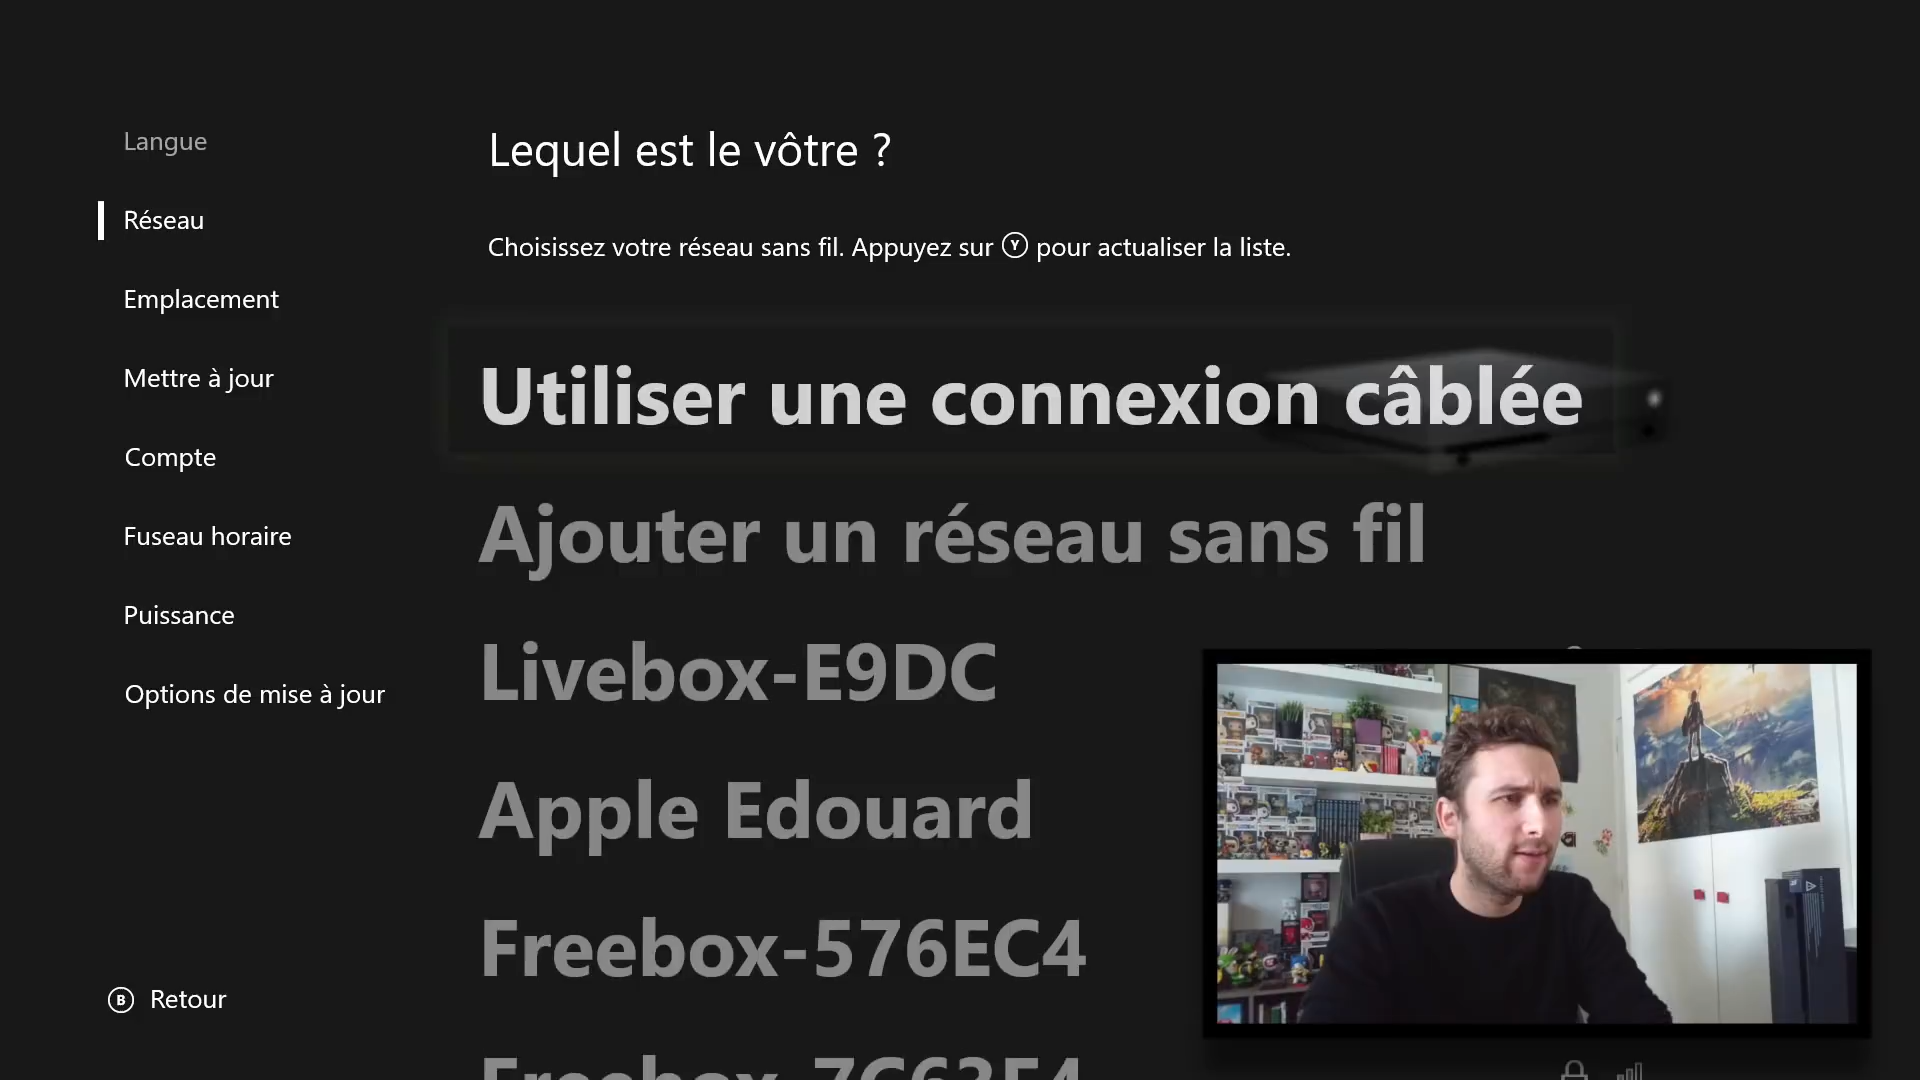 Langue
Réseau
Emplacement
Mettre à jour
Compte
Fuseau horaire
Puissance
Options de mise à jour
B Retour
Lequel est le vôtre ?
Choisissez votre réseau sans fil. Appuyez sur Y pour actualiser la liste.
Utiliser une connexion câblée
Ajouter un réseau sans fil
Livebox-E9DC
Apple Edouard
Freebox-576EC4